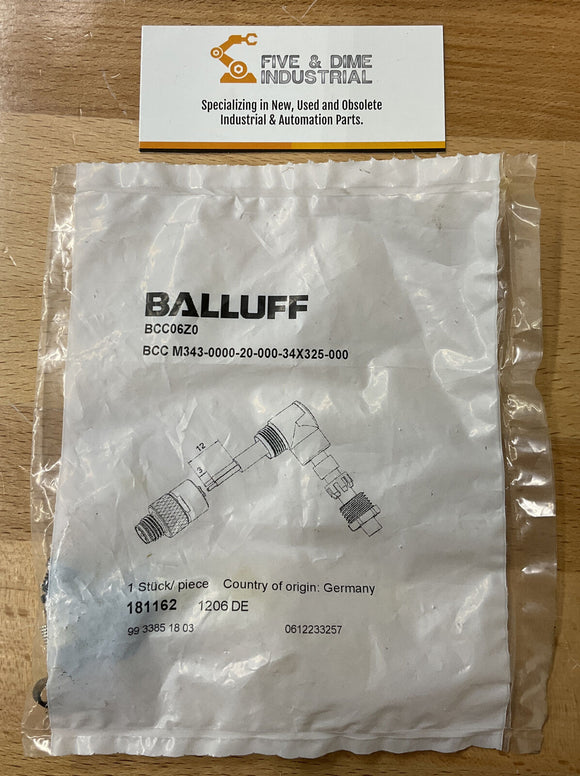 FIVE & DIME
INDUSTRIAL
Specializing in New, Used and Obsolete
Industrial & Automation Parts.
BALLUFF
BCC06Z0
BCC M343-0000-20-000-34X325-000
12
3
1 Stück/ piece Country of origin: Germany
181162 1206 DE
99 3385 18 03 0612233257